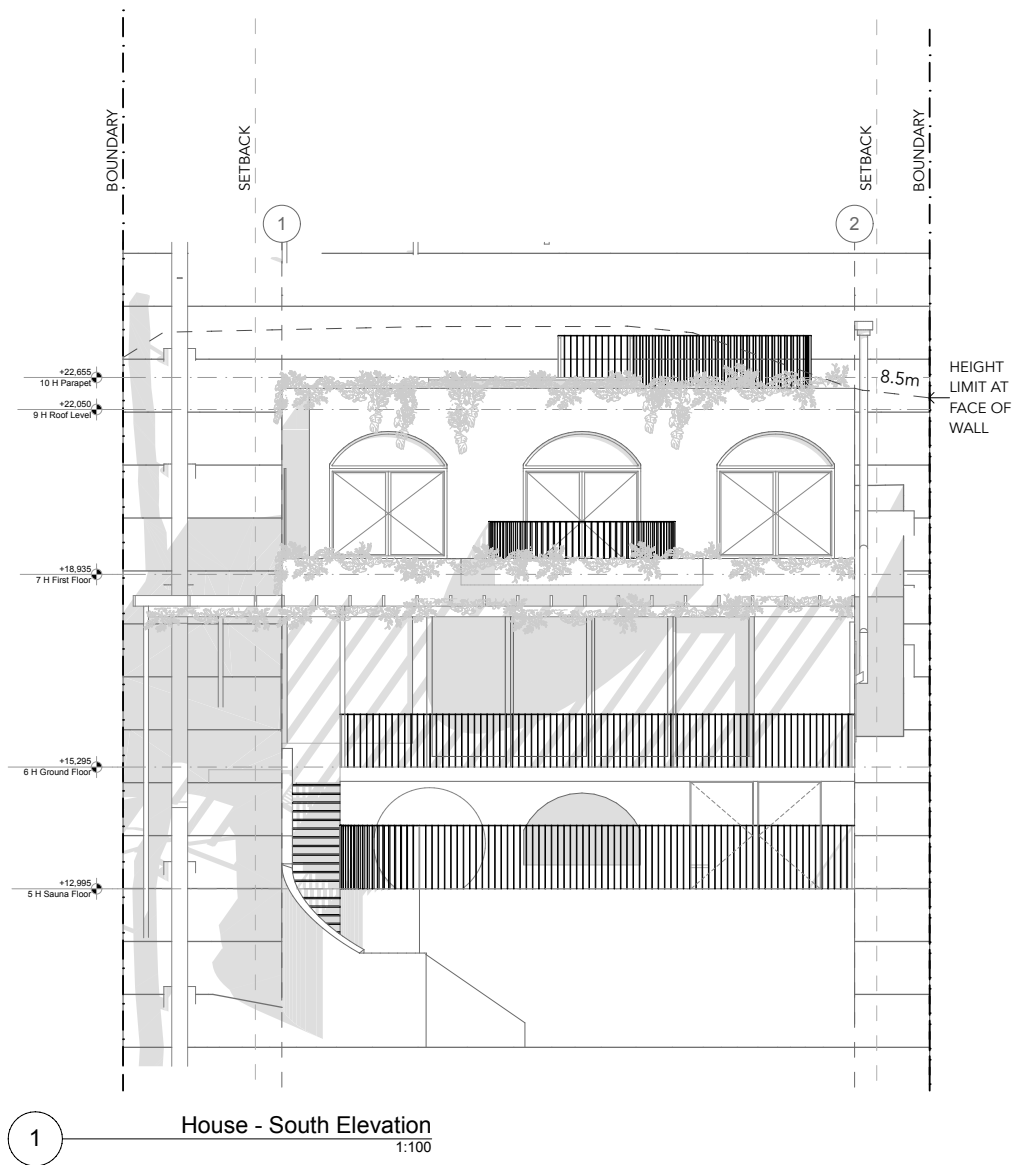 BOUNDARY
SETBACK
SETBACK
BOUNDARY
1
2
+22,655
10 H Parapet
8.5m
HEIGHT
LIMIT AT
FACE OF
WALL
+22,050
9 H Roof Level
+18,935
7 H First Floor
+15,295
6 H Ground Floor
+12,995
5 H Sauna Floor
1
House - South Elevation
1:100